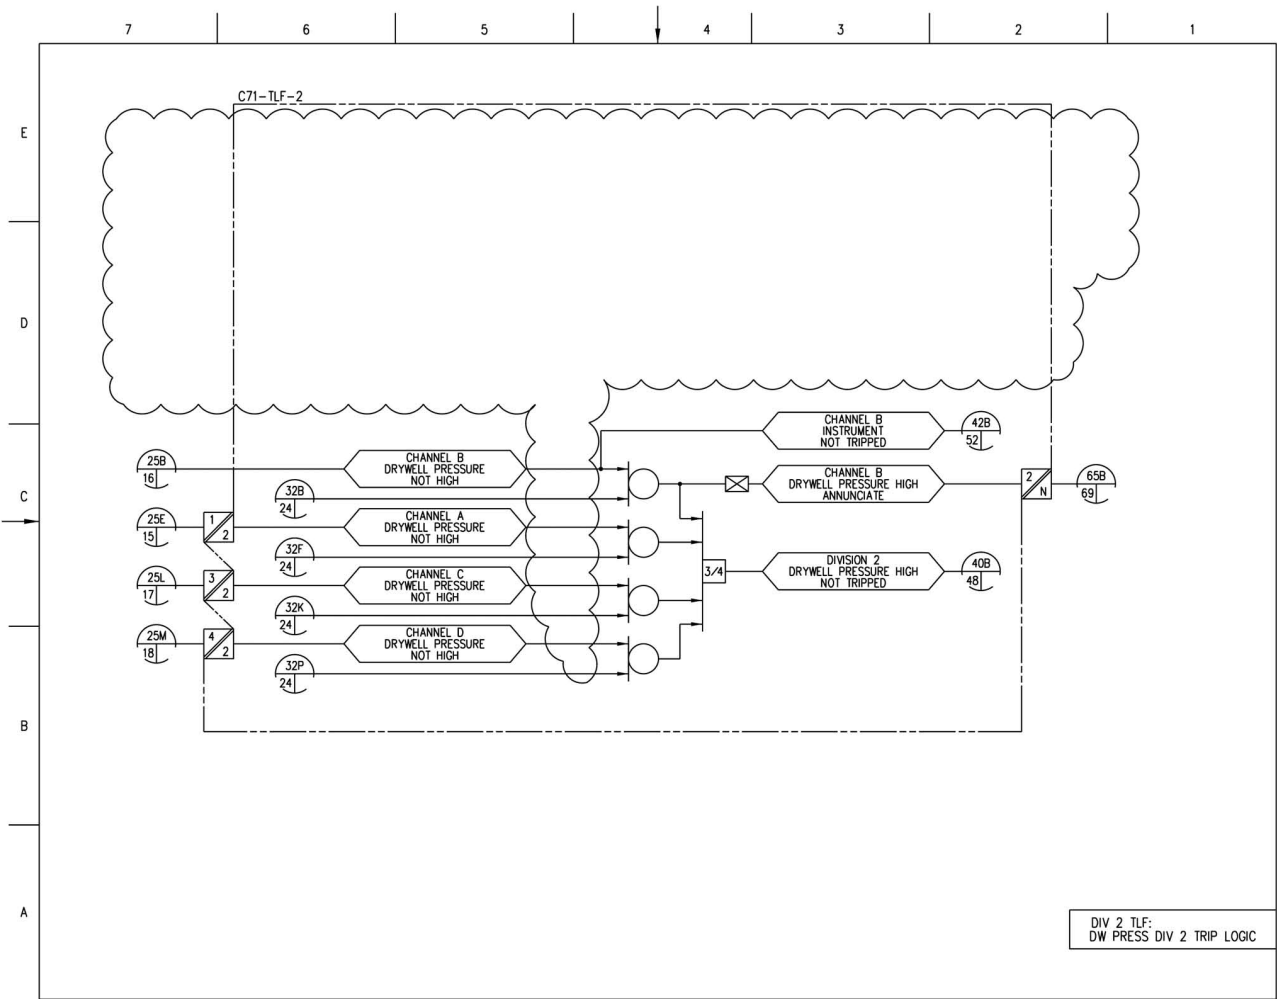 7 6 5 4 3 2 1
E
D
C
B
A
C71-TLF-2
CHANNEL B
INSTRUMENT
NOT TRIPPED
42B
52
25B
16
CHANNEL B
DRYWELL PRESSURE
NOT HIGH
32B
24
CHANNEL B
DRYWELL PRESSURE HIGH
ANNUNCIATE
2
N
65B
69
25E
15
1
2
CHANNEL A
DRYWELL PRESSURE
NOT HIGH
32F
24
3/4
DIVISION 2
DRYWELL PRESSURE HIGH
NOT TRIPPED
40B
48
25L
17
3
2
CHANNEL C
DRYWELL PRESSURE
NOT HIGH
32K
24
25M
18
4
2
CHANNEL D
DRYWELL PRESSURE
NOT HIGH
32P
24
DIV 2 TLF:
DW PRESS DIV 2 TRIP LOGIC